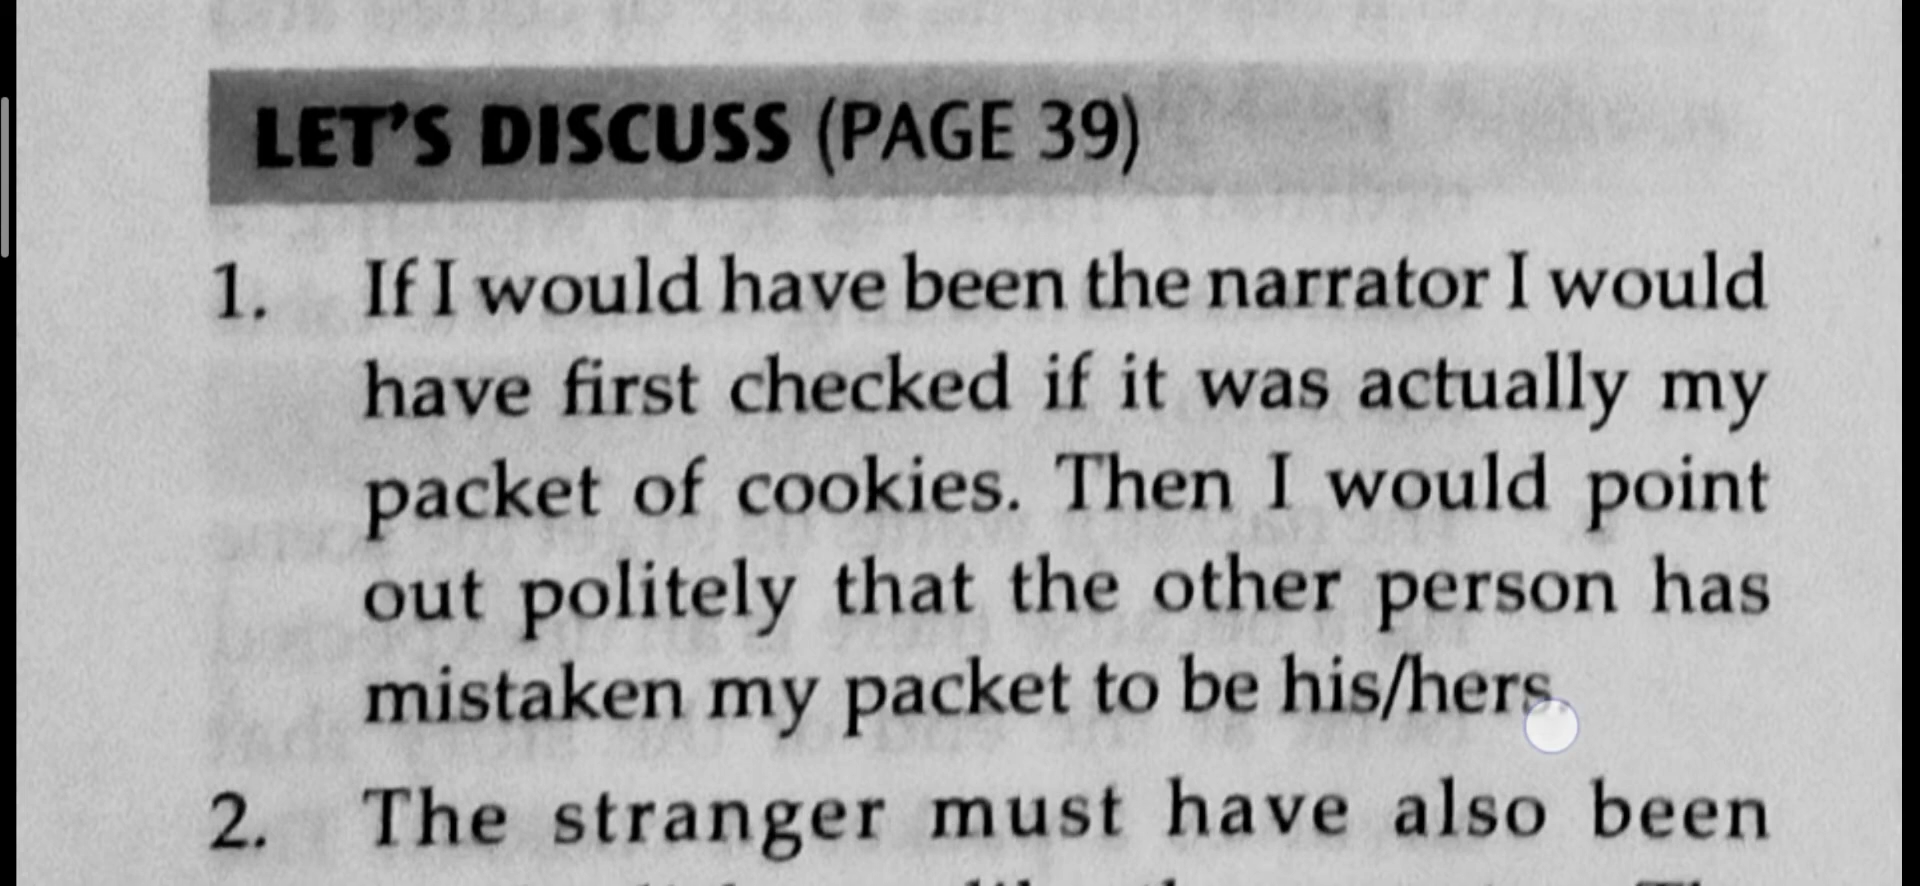 LET'S DISCUSS (PAGE 39)
1. If I would have been the narrator I would
have first checked if it was actually my
packet of cookies. Then I would point
out politely that the other person has
mistaken my packet to be his/hers.
2. The stranger must have also been